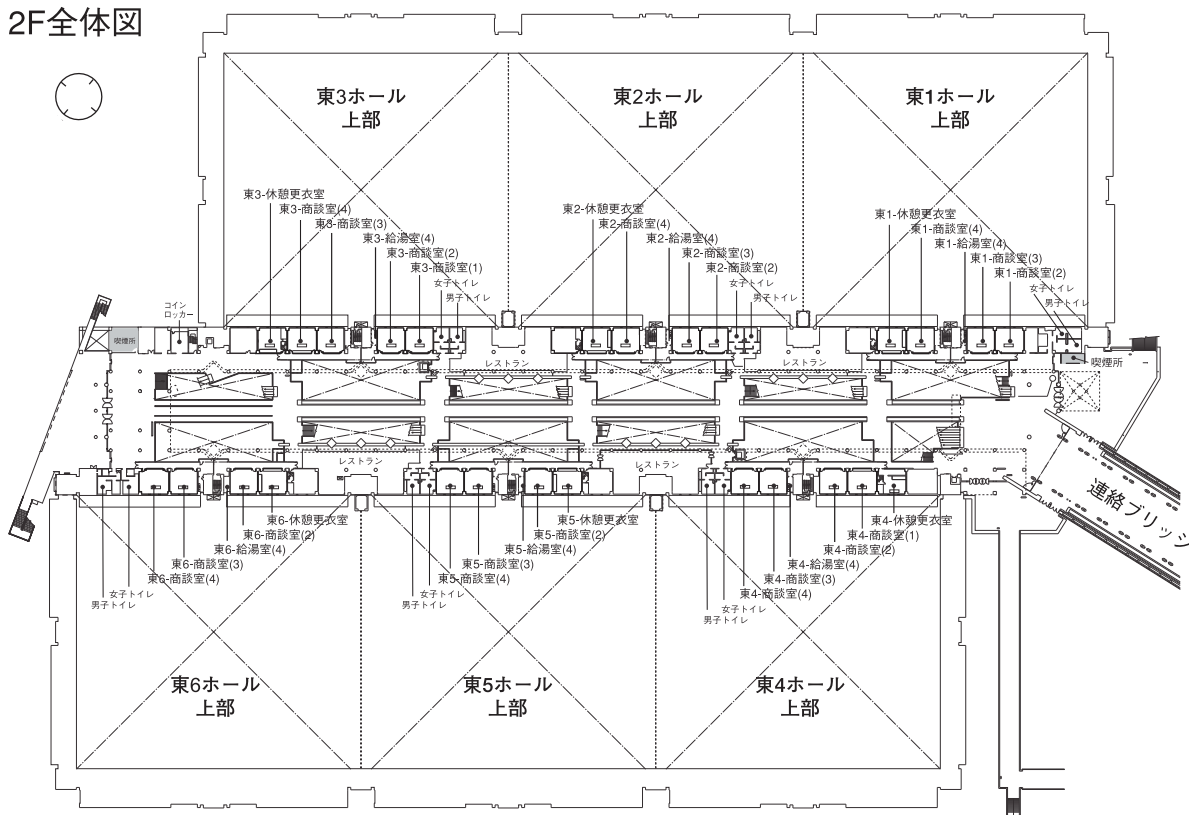 2F全体図
東3ホール
上部
東2ホール
上部
東1ホール
上部
東3-休憩更衣室
東3-商談室(4)
東3-商談室(3)
東3-給湯室(4)
東3-商談室(2)
東3-商談室(1)
女子トイレ
男子トイレ
東2-休憩更衣室
東2-商談室(4)
東2-給湯室(4)
東2-商談室(3)
東2-商談室(2)
女子トイレ
男子トイレ
東1-休憩更衣室
東1-商談室(4)
東1-給湯室(4)
東1-商談室(3)
東1-商談室(2)
女子トイレ
男子トイレ
コイン
ロッカー
喫煙所
レストラン
レストラン
喫煙所
レストラン
レストラン
連絡ブリッジ
東6-休憩更衣室
東6-商談室(2)
東6-給湯室(4)
東6-商談室(3)
東6-商談室(4)
女子トイレ
男子トイレ
東5-休憩更衣室
東5-商談室(2)
東5-給湯室(4)
東5-商談室(3)
東5-商談室(4)
女子トイレ
男子トイレ
東4-休憩更衣室
東4-商談室(1)
東4-商談室(2)
東4-給湯室(4)
東4-商談室(3)
東4-商談室(4)
女子トイレ
男子トイレ
東6ホール
上部
東5ホール
上部
東4ホール
上部